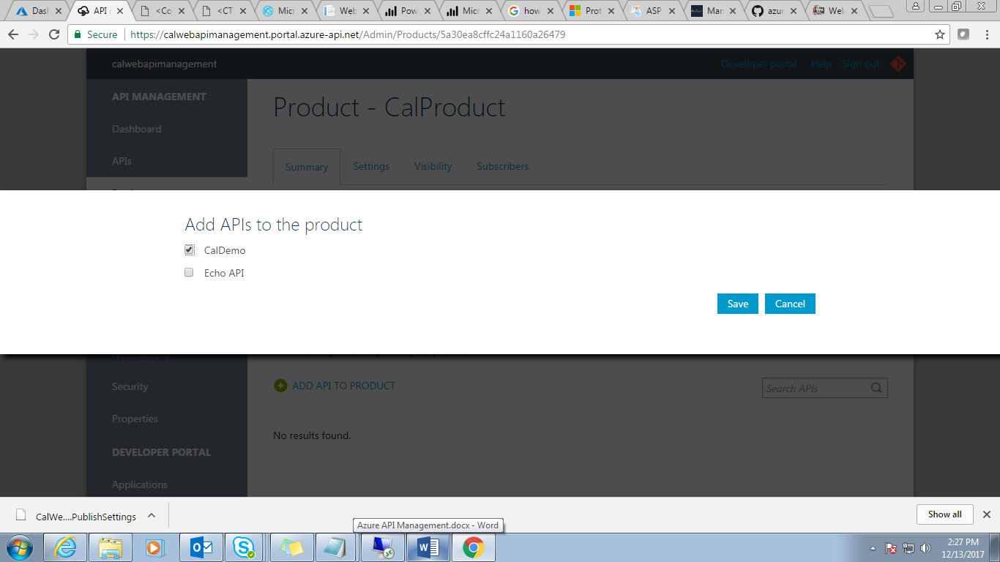 Dash
API
<Co
<CT
Micr
Web
Pow
Micr
how
Prot
ASP
Man
azur
Wel
Secure
https://calwebapimanagement.portal.azure-api.net/Admin/Products/5a30ea8cffc24a1160a26479
calwebapimanagement
Developer portal
Help
Sign out
API MANAGEMENT
Dashboard
APIs
Product - CalProduct
Summary
Settings
Visibility
Subscribers
Add APIs to the product
CalDemo
Echo API
Save
Cancel
Security
Properties
DEVELOPER PORTAL
Applications
ADD API TO PRODUCT
Search APIs
No results found.
CalWe....PublishSettings
Show all
Azure API Management.docx - Word
2:27 PM
12/13/2017